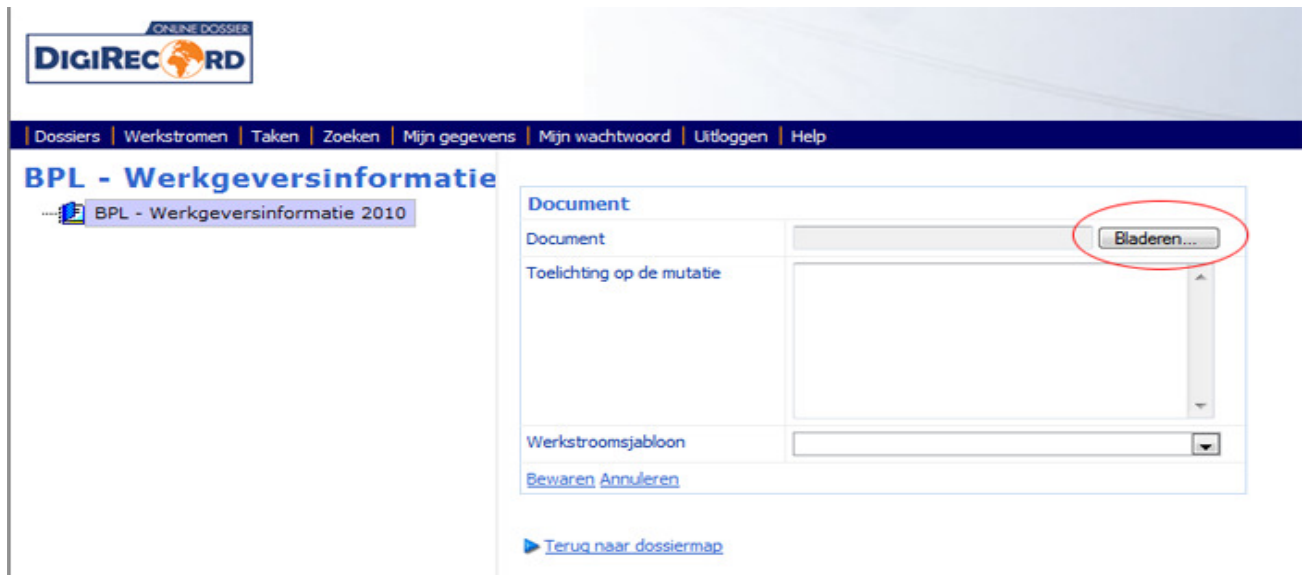 ONLINE DOSSIER
DIGIRECORD
Dossiers | Werkstromen | Taken | Zoeken | Mijn gegevens | Mijn wachtwoord | Uitloggen | Help
BPL - Werkgeversinformatie
BPL - Werkgeversinformatie 2010
Document
Document Bladeren...
Toelichting op de mutatie
Werkstroomsjabloon
Bewaren Annuleren
Terug naar dossiermap